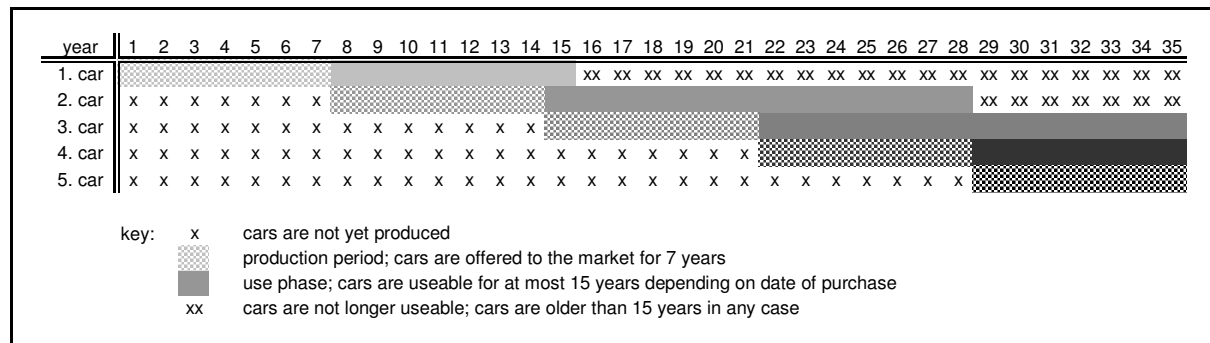 year 1 2 3 4 5 6 7 8 9 10 11 12 13 14 15 16 17 18 19 20 21 22 23 24 25 26 27 28 29 30 31 32 33 34 35
1. car xx xx xx xx xx xx xx xx xx xx xx xx xx xx xx xx xx xx xx xx
2. car x x x x x x x xx xx xx xx xx xx xx
3. car x x x x x x x x x x x x x x
4. car x x x x x x x x x x x x x x x x x x x x x
5. car x x x x x x x x x x x x x x x x x x x x x x x x x x x x
key: x cars are not yet produced
production period; cars are offered to the market for 7 years
use phase; cars are useable for at most 15 years depending on date of purchase
xx cars are not longer useable; cars are older than 15 years in any case